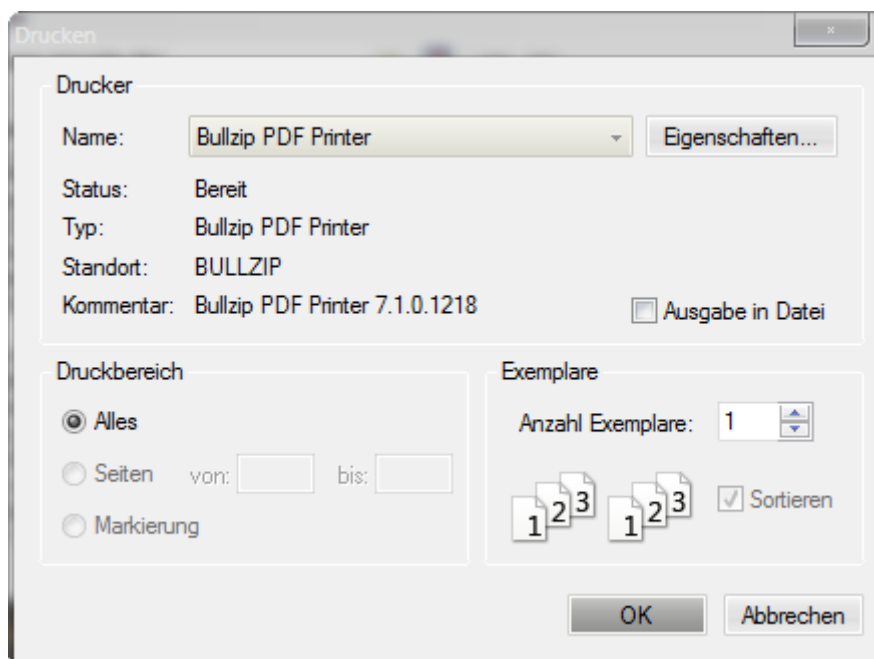 Drucken
Drucker
Name: Bullzip PDF Printer Eigenschaften...
Status: Bereit
Typ: Bullzip PDF Printer
Standort: BULLZIP
Kommentar: Bullzip PDF Printer 7.1.0.1218
Ausgabe in Datei
Druckbereich
Alles
Seiten von: bis:
Markierung
Exemplare
Anzahl Exemplare: 1
1 2 3 1 2 3 Sortieren
OK Abbrechen